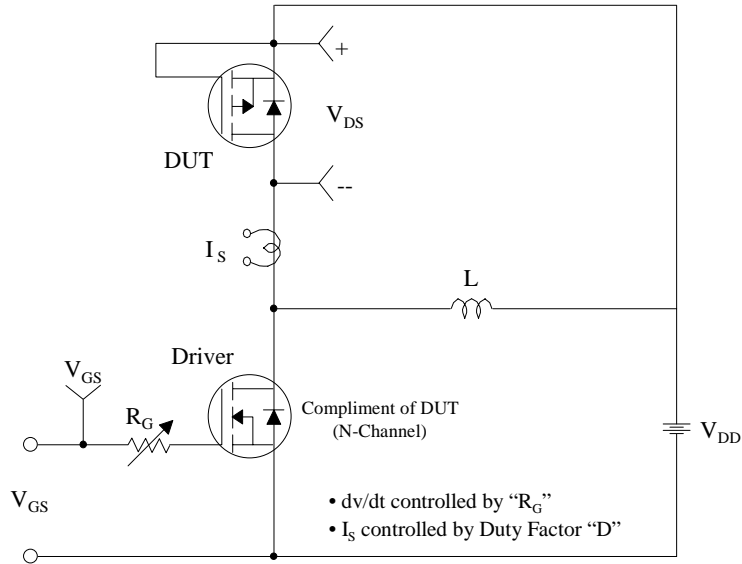 +
V_DS
DUT
--
I_S
L
Driver
V_GS
R_G
Compliment of DUT
(N-Channel)
V_DD
V_GS
• dv/dt controlled by “R_G”
• I_S controlled by Duty Factor “D”